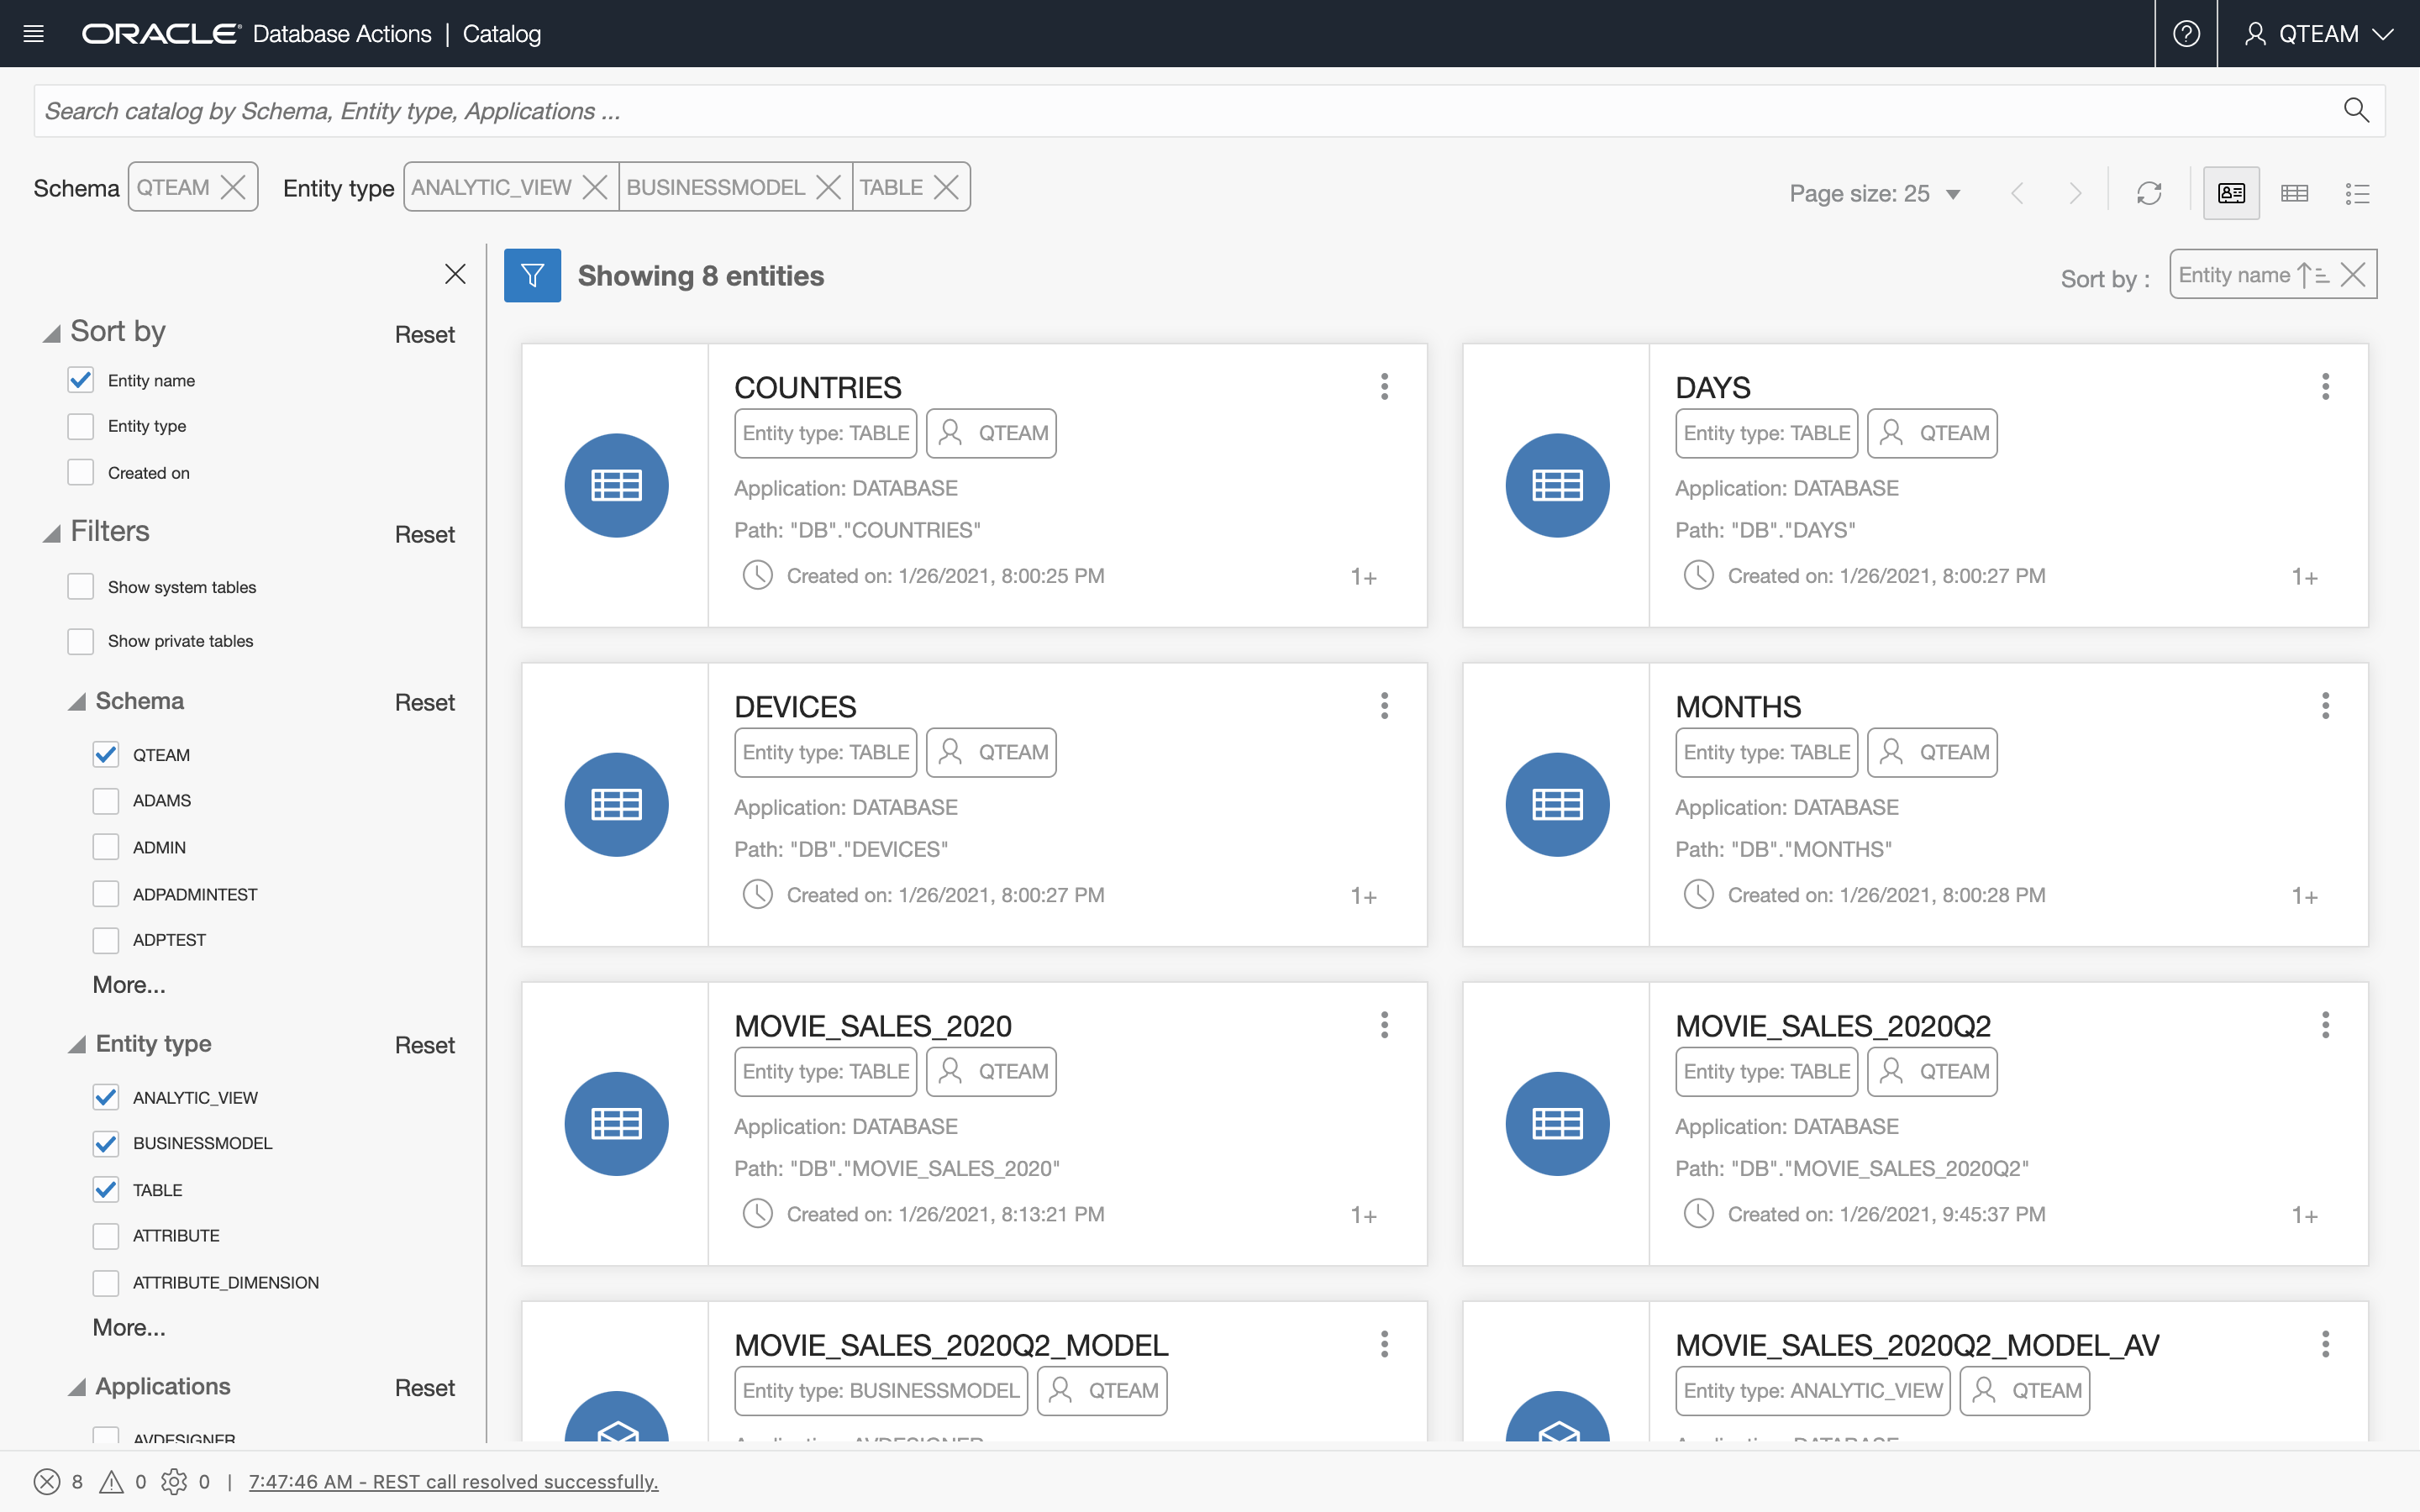 ORACLE® Database Actions | Catalog
QTEAM
Search catalog by Schema, Entity type, Applications ...
Schema QTEAM Entity type ANALYTIC_VIEW BUSINESSMODEL TABLE
Page size: 25
Showing 8 entities
Sort by : Entity name
Sort by Reset
Entity name
Entity type
Created on
Filters Reset
Show system tables
Show private tables
Schema Reset
QTEAM
ADAMS
ADMIN
ADPADMINTEST
ADPTEST
More...
Entity type Reset
ANALYTIC_VIEW
BUSINESSMODEL
TABLE
ATTRIBUTE
ATTRIBUTE_DIMENSION
More...
Applications Reset
AVDESIGNER
COUNTRIES
Entity type: TABLE QTEAM
Application: DATABASE
Path: "DB"."COUNTRIES"
Created on: 1/26/2021, 8:00:25 PM 1+
DAYS
Entity type: TABLE QTEAM
Application: DATABASE
Path: "DB"."DAYS"
Created on: 1/26/2021, 8:00:27 PM 1+
DEVICES
Entity type: TABLE QTEAM
Application: DATABASE
Path: "DB"."DEVICES"
Created on: 1/26/2021, 8:00:27 PM 1+
MONTHS
Entity type: TABLE QTEAM
Application: DATABASE
Path: "DB"."MONTHS"
Created on: 1/26/2021, 8:00:28 PM 1+
MOVIE_SALES_2020
Entity type: TABLE QTEAM
Application: DATABASE
Path: "DB"."MOVIE_SALES_2020"
Created on: 1/26/2021, 8:13:21 PM 1+
MOVIE_SALES_2020Q2
Entity type: TABLE QTEAM
Application: DATABASE
Path: "DB"."MOVIE_SALES_2020Q2"
Created on: 1/26/2021, 9:45:37 PM 1+
MOVIE_SALES_2020Q2_MODEL
Entity type: BUSINESSMODEL QTEAM
Application: AVDESIGNER
MOVIE_SALES_2020Q2_MODEL_AV
Entity type: ANALYTIC_VIEW QTEAM
Application: DATABASE
8 0 0 | 7:47:46 AM - REST call resolved successfully.